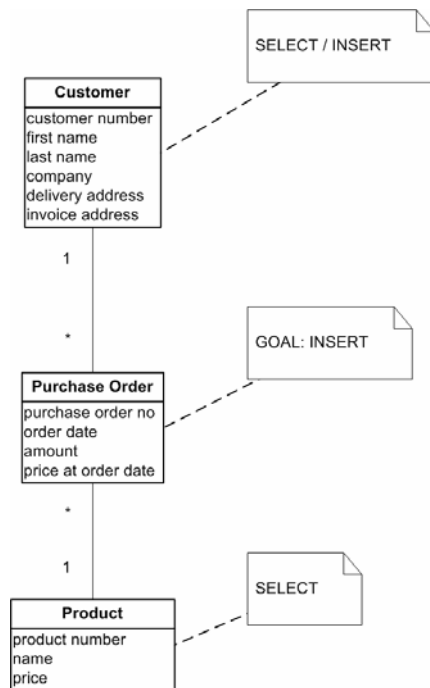 SELECT / INSERT
Customer
customer number
first name
last name
company
delivery address
invoice address
1
*
GOAL: INSERT
Purchase Order
purchase order no
order date
amount
price at order date
*
1
SELECT
Product
product number
name
price